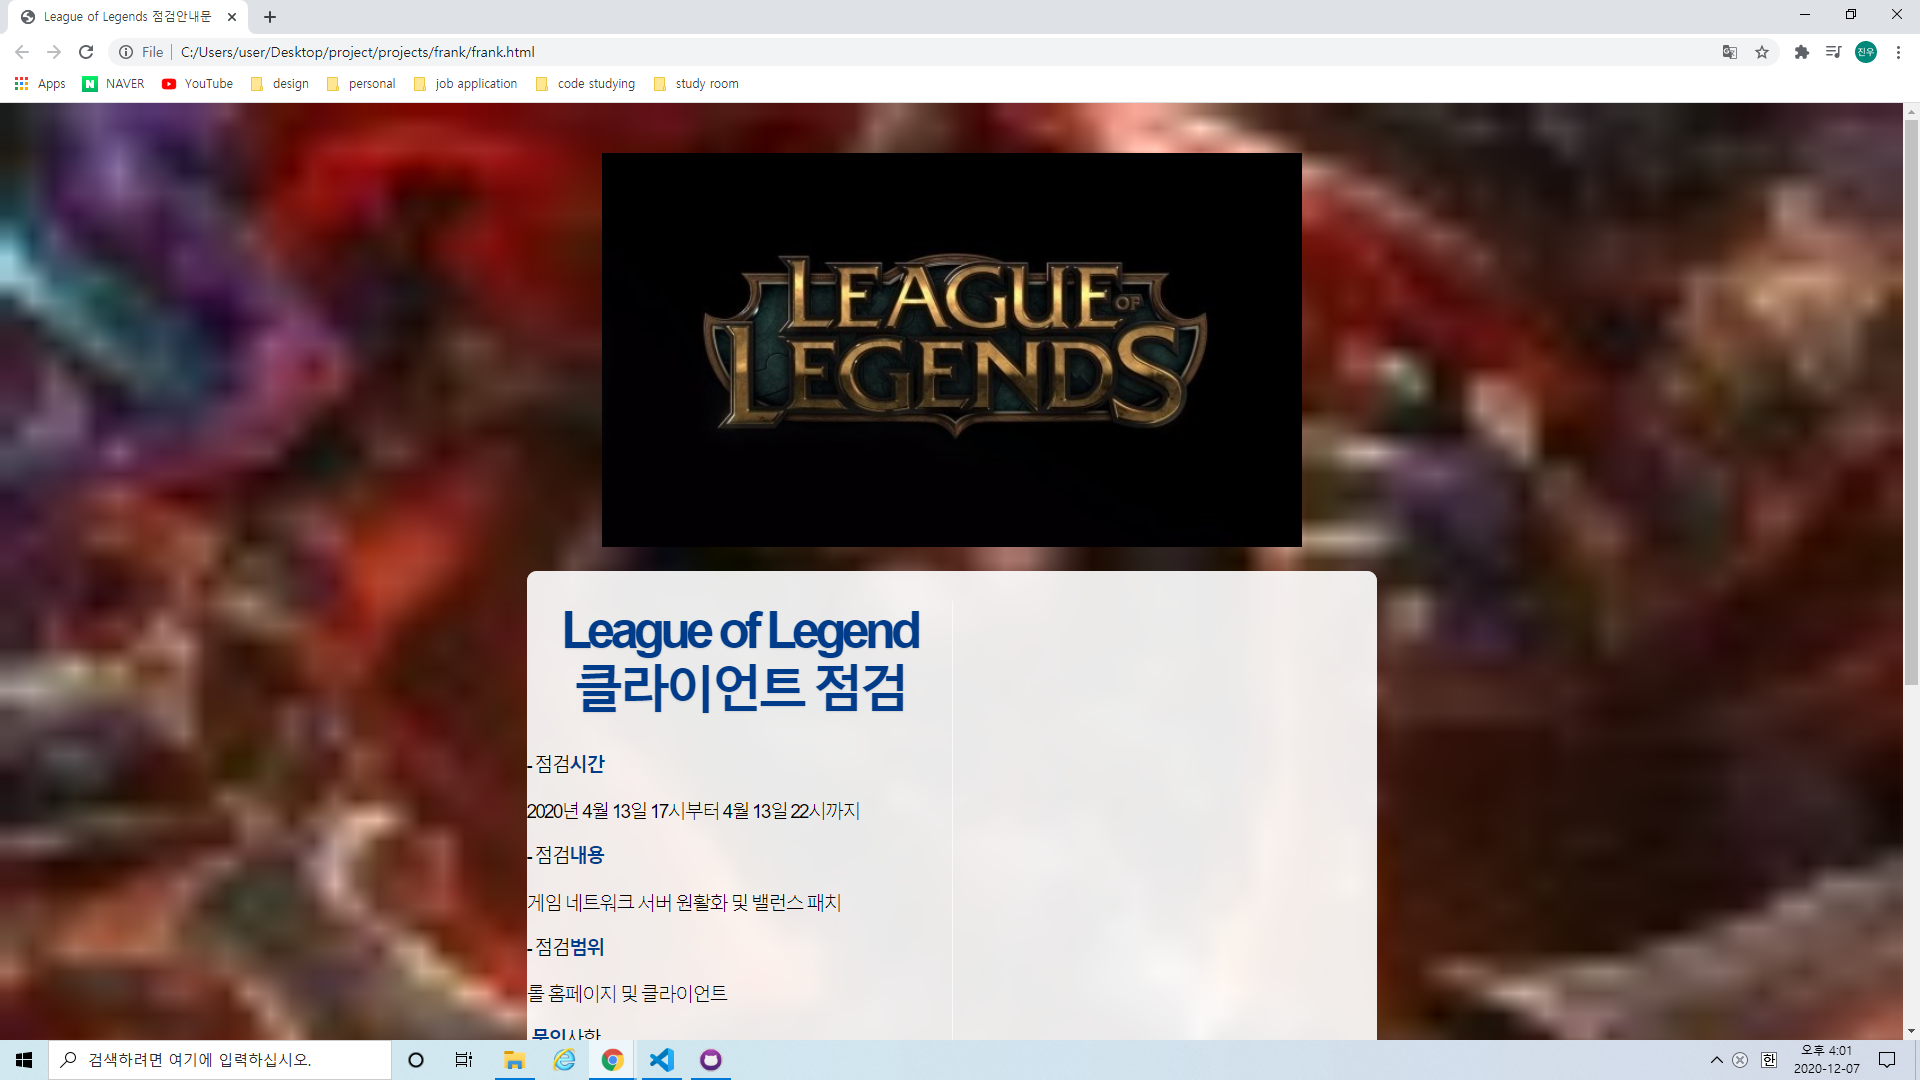 League of Legends 점검안내문
File
C:/Users/user/Desktop/project/projects/frank/frank.html
진우
Apps
NAVER
YouTube
design
personal
job application
code studying
study room
LEAGUE OF
LEGENDS
League of Legend
클라이언트 점검
- 점검시간
2020년 4월 13일 17시부터 4월 13일 22시까지
- 점검내용
게임 네트워크 서버 원활화 및 밸런스 패치
- 점검범위
롤 홈페이지 및 클라이언트
문의사항
검색하려면 여기에 입력하십시오.
한
오후 4:01
2020-12-07